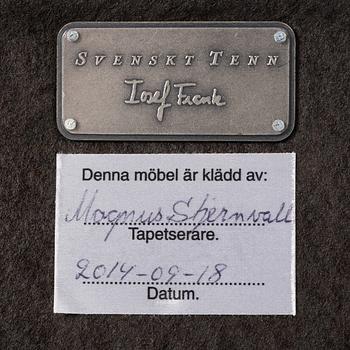 SVENSKT TENN
Josef Frank
Denna möbel är klädd av:
Magnus Stjernvall
Tapetserare.
2014-09-18
Datum.